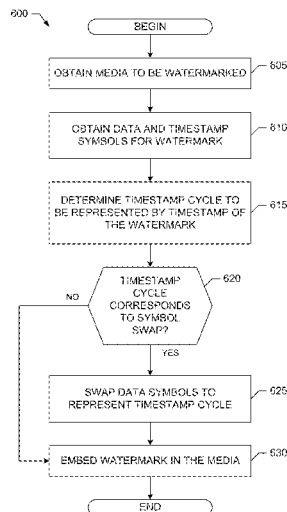 600
BEGIN
OBTAIN MEDIA TO BE WATERMARKED
605
OBTAIN DATA AND TIMESTAMP
SYMBOLS FOR WATERMARK
610
DETERMINE TIMESTAMP CYCLE TO
BE REPRESENTED BY TIMESTAMP OF
THE WATERMARK
615
TIMESTAMP
CYCLE
CORRESPONDS
TO SYMBOL
SWAP?
620
NO
YES
SWAP DATA SYMBOLS TO
REPRESENT TIMESTAMP CYCLE
625
EMBED WATERMARK IN THE MEDIA
630
END